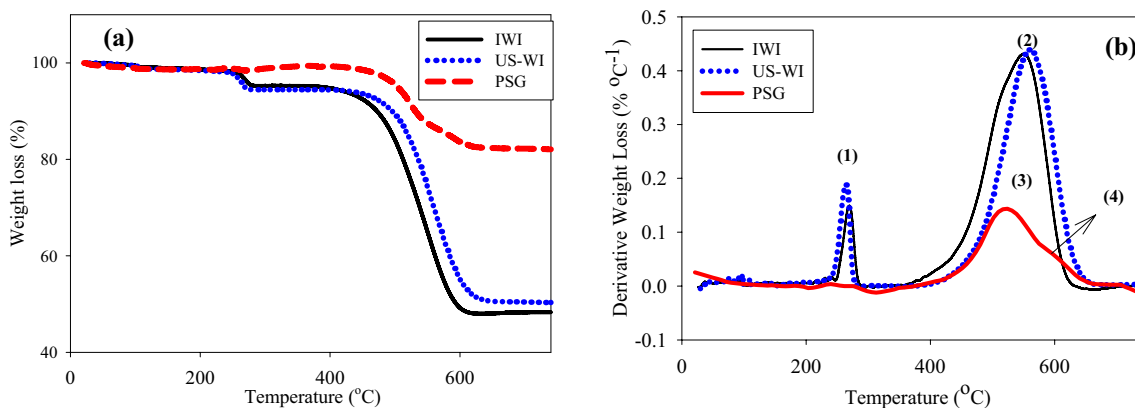 (a)
IWI
US-WI
PSG
100
80
60
40
Weight loss (%)
0 200 400 600
Temperature (°C)
(b)
IWI
US-WI
PSG
0.5
0.4
0.3
0.2
0.1
0.0
-0.1
Derivative Weight Loss (% °C-1)
(1)
(2)
(3)
(4)
0 200 400 600
Temperature (°C)